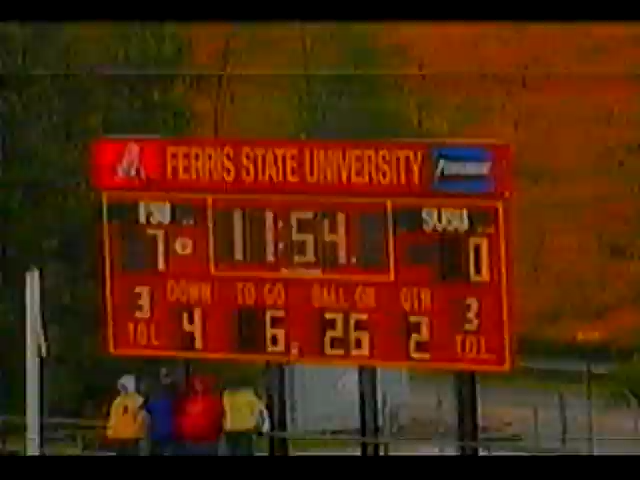 FERRIS STATE UNIVERSITY
FSU 11:54 SVSU
7 0
DOWN TO GO BALL ON QTR
3 4 6 26 2 3
TOL TOL